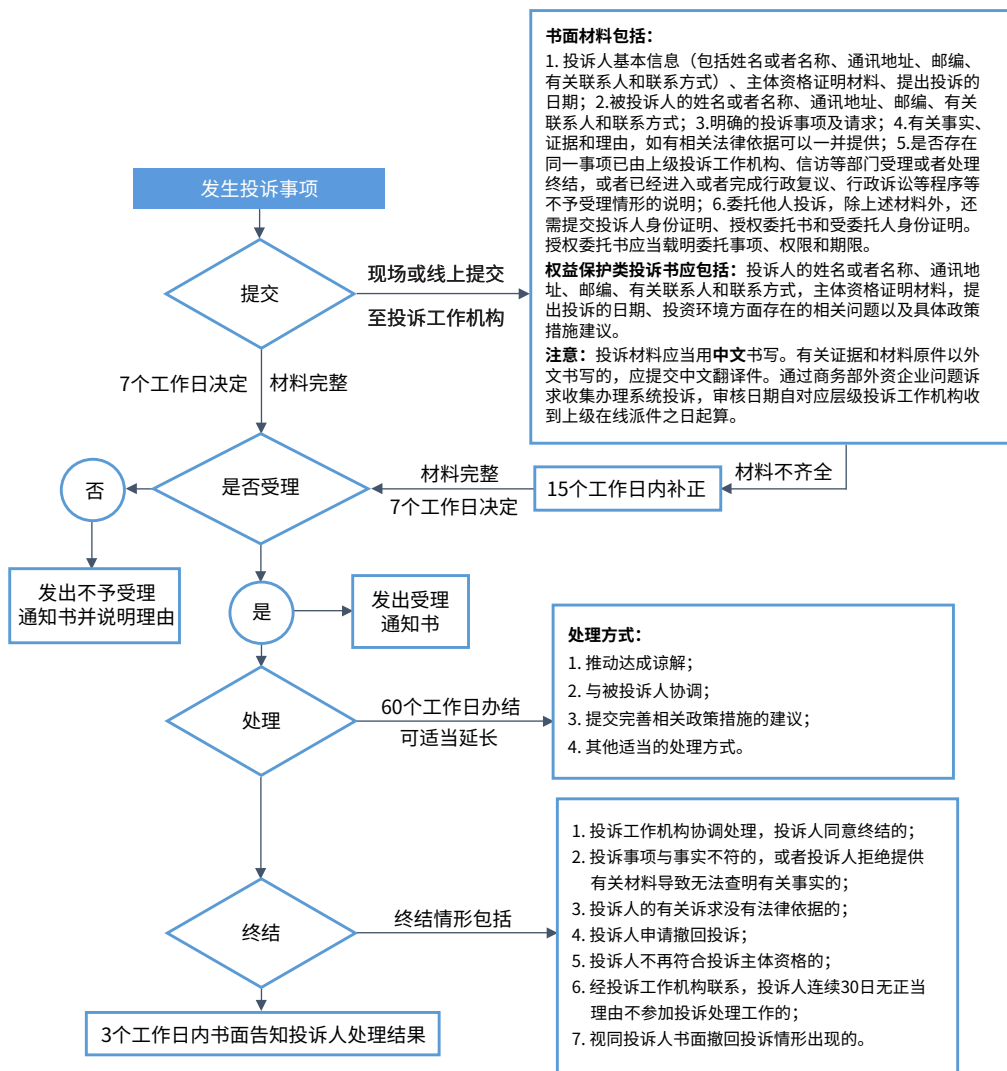 书面材料包括：
1. 投诉人基本信息（包括姓名或者名称、通讯地址、邮编、
有关联系人和联系方式）、主体资格证明材料、提出投诉的
日期；2.被投诉人的姓名或者名称、通讯地址、邮编、有关
联系人和联系方式；3.明确的投诉事项及请求；4.有关事实、
证据和理由，如有相关法律依据可以一并提供；5.是否存在
同一事项已由上级投诉工作机构、信访等部门受理或者处理
终结，或者已经进入或者完成行政复议、行政诉讼等程序等
不予受理情形的说明；6.委托他人投诉，除上述材料外，还
需提交投诉人身份证明、授权委托书和受委托人身份证明。
授权委托书应当载明委托事项、权限和期限。
权益保护类投诉书应包括：投诉人的姓名或者名称、通讯地
址、邮编、有关联系人和联系方式，主体资格证明材料，提
出投诉的日期、投资环境方面存在的相关问题以及具体政策
措施建议。
注意：投诉材料应当用中文书写。有关证据和材料原件以外
文书写的，应提交中文翻译件。通过商务部外资企业问题诉
求收集办理系统投诉，审核日期自对应层级投诉工作机构收
到上级在线派件之日起算。
发生投诉事项
提交
现场或线上提交
至投诉工作机构
7个工作日决定
材料完整
是否受理
否
材料完整
7个工作日决定
15个工作日内补正
材料不齐全
发出不予受理
通知书并说明理由
是
发出受理
通知书
处理
60个工作日办结
可适当延长
处理方式：
1. 推动达成谅解；
2. 与被投诉人协调；
3. 提交完善相关政策措施的建议；
4. 其他适当的处理方式。
终结
终结情形包括
1. 投诉工作机构协调处理，投诉人同意终结的；
2. 投诉事项与事实不符的，或者投诉人拒绝提供
有关材料导致无法查明有关事实的；
3. 投诉人的有关诉求没有法律依据的；
4. 投诉人申请撤回投诉；
5. 投诉人不再符合投诉主体资格的；
6. 经投诉工作机构联系，投诉人连续30日无正当
理由不参加投诉处理工作的；
7. 视同投诉人书面撤回投诉情形出现的。
3个工作日内书面告知投诉人处理结果